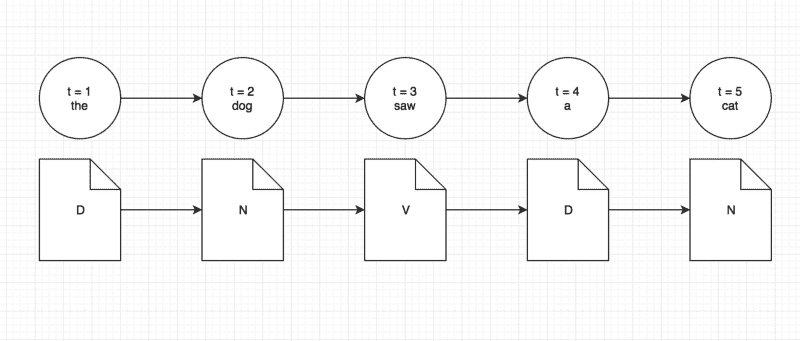 t = 1
the
t = 2
dog
t = 3
saw
t = 4
a
t = 5
cat
D
N
V
D
N